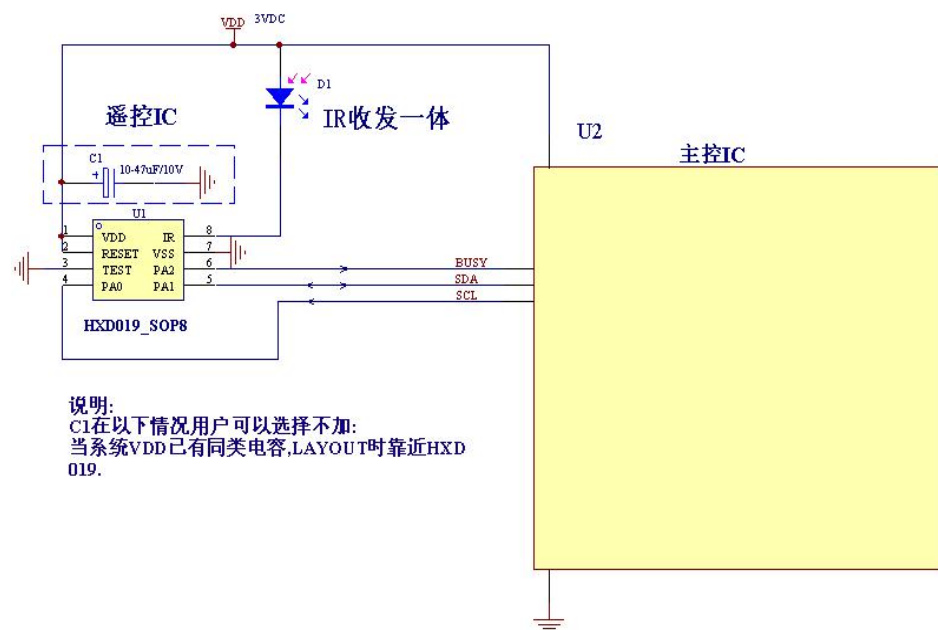 VDD 3VDC
D1
遥控IC
IR收发一体
U2
主控IC
C1
+
10-47uF/10V
U1
1 VDD IR 8
2 RESET VSS 7
3 TEST PA2 6
4 PA0 PA1 5
BUSY
SDA
SCL
HXD019_SOP8
说明:
C1在以下情况用户可以选择不加:
当系统VDD已有同类电容,LAYOUT时靠近HXD
019.